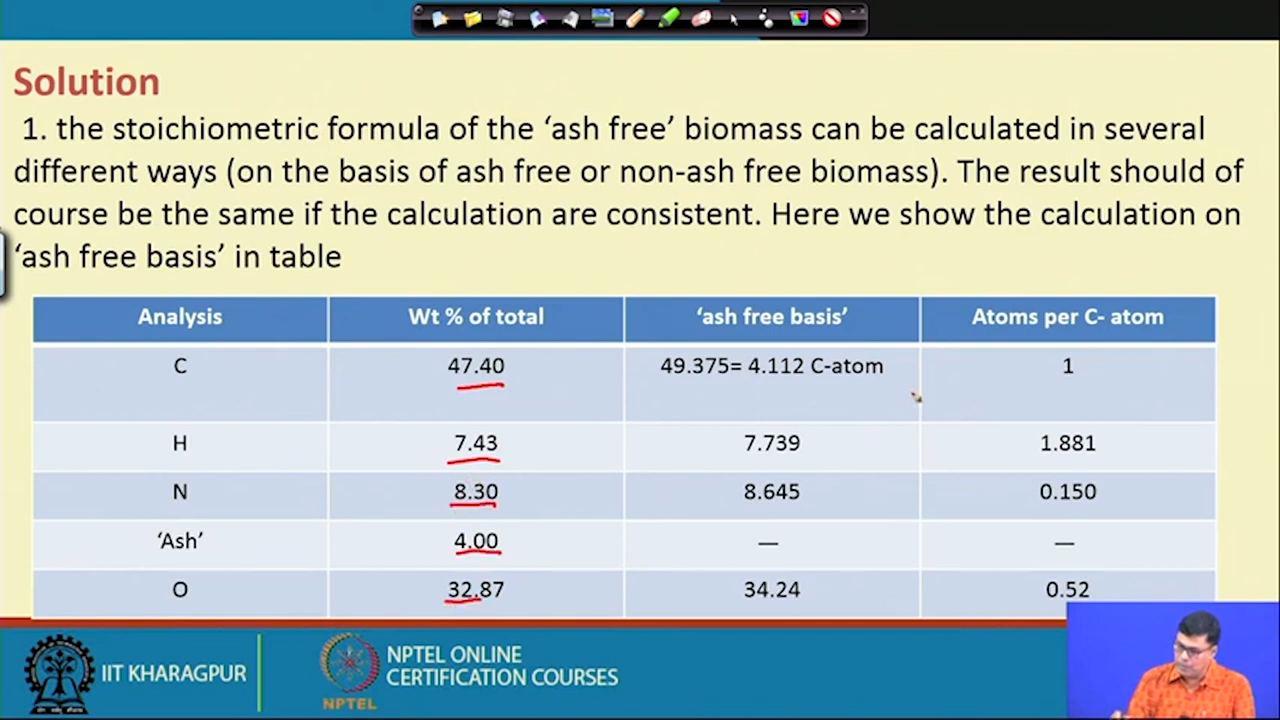 Solution
1. the stoichiometric formula of the ‘ash free’ biomass can be calculated in several
different ways (on the basis of ash free or non-ash free biomass). The result should of
course be the same if the calculation are consistent. Here we show the calculation on
‘ash free basis’ in table
Analysis Wt % of total ‘ash free basis’ Atoms per C- atom
C 47.40 49.375= 4.112 C-atom 1
H 7.43 7.739 1.881
N 8.30 8.645 0.150
‘Ash’ 4.00 — —
O 32.87 34.24 0.52
IIT KHARAGPUR
NPTEL
NPTEL ONLINE
CERTIFICATION COURSES